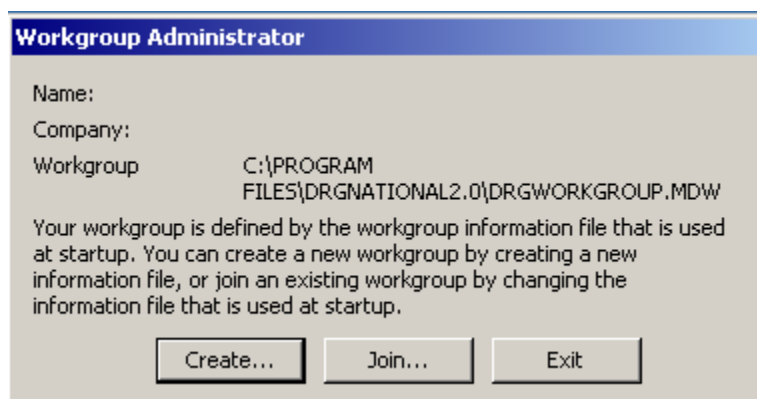 Workgroup Administrator
Name:
Company:
Workgroup C:\PROGRAM
FILES\DRGNATIONAL2.0\DRGWORKGROUP.MDW
Your workgroup is defined by the workgroup information file that is used
at startup. You can create a new workgroup by creating a new
information file, or join an existing workgroup by changing the
information file that is used at startup.
Create... Join... Exit